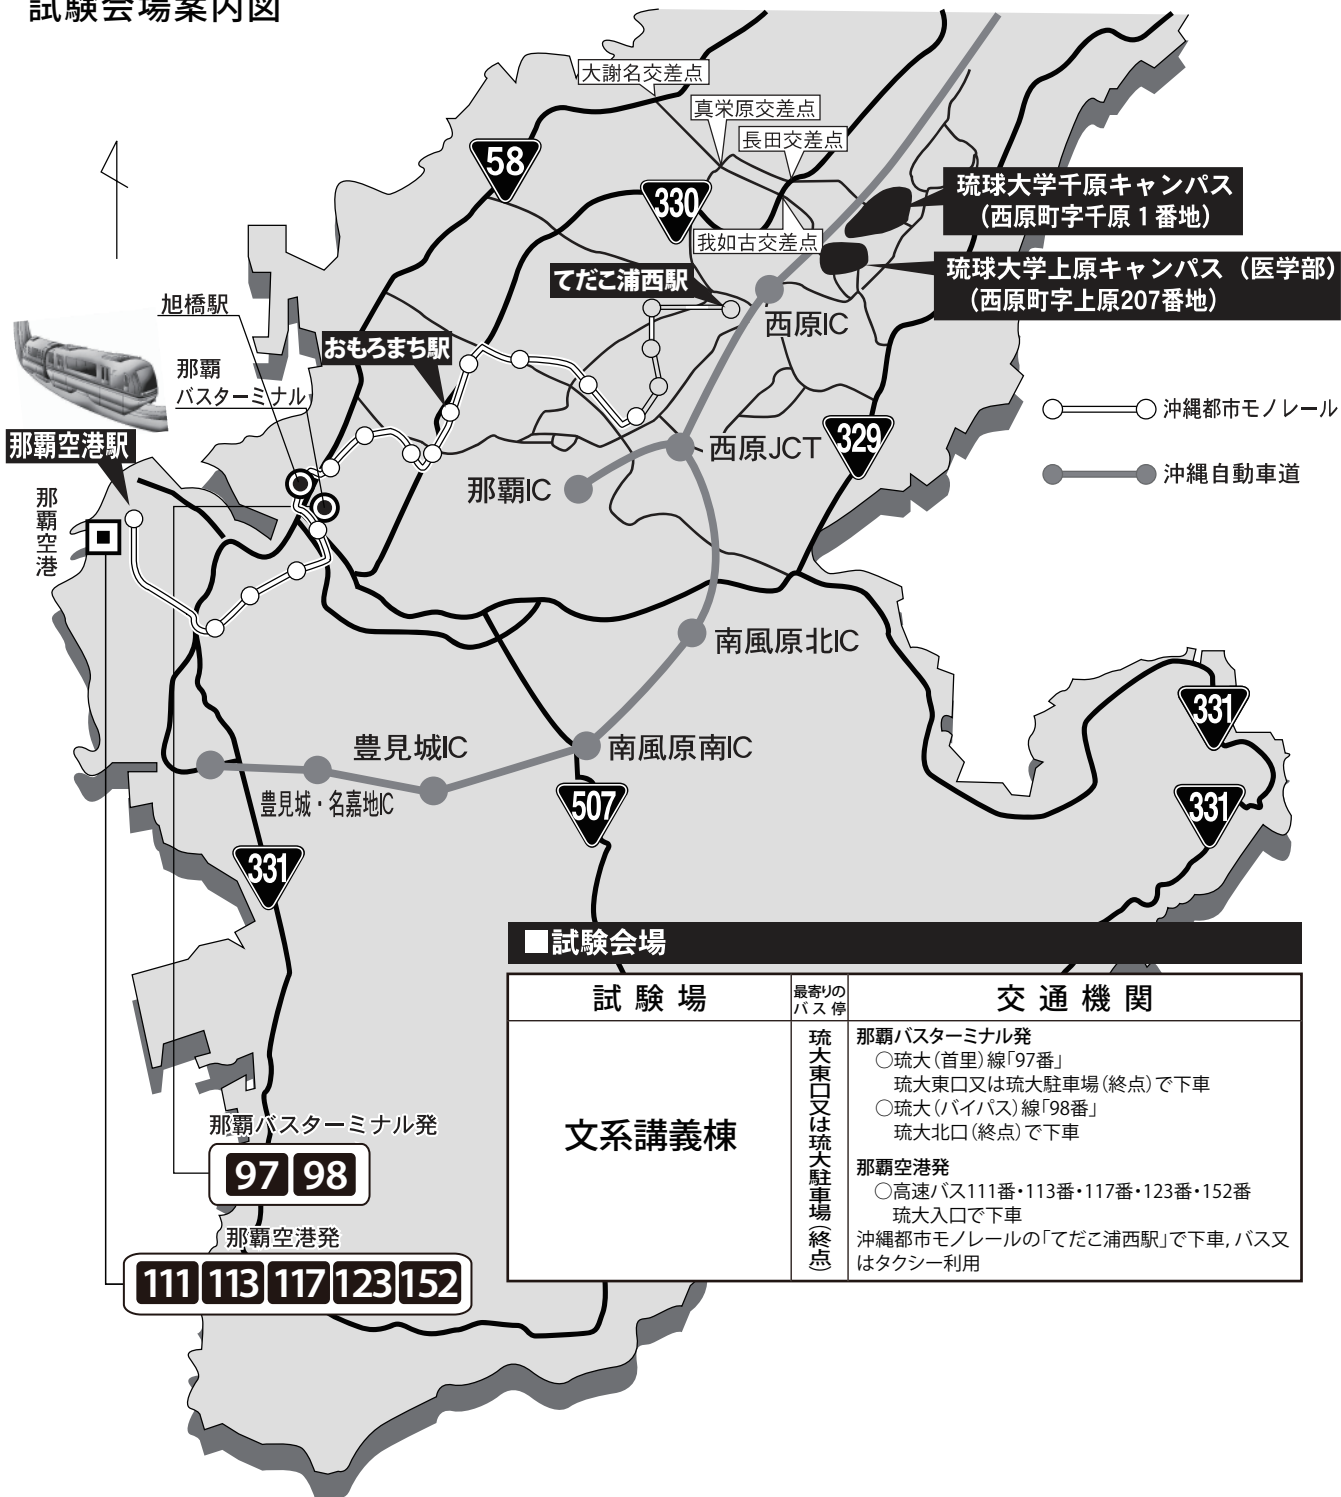 試験会場案内図
大謝名交差点
真栄原交差点
長田交差点
58
330
琉球大学千原キャンパス
(西原町字千原１番地)
我如古交差点
琉球大学上原キャンパス（医学部）
(西原町字上原207番地)
てだこ浦西駅
旭橋駅
西原IC
おもろまち駅
那覇
バスターミナル
沖縄都市モノレール
329
那覇空港駅
西原JCT
沖縄自動車道
那覇IC
那覇空港
南風原北IC
331
豊見城IC
南風原南IC
豊見城・名嘉地IC
507
331
331
■試験会場
試験場
最寄りの
バス停
交通機関
文系講義棟
琉大東口又は琉大駐車場(終点)
那覇バスターミナル発
○琉大(首里)線「97番」
琉大東口又は琉大駐車場(終点)で下車
○琉大(バイパス)線「98番」
琉大北口(終点)で下車
那覇空港発
○高速バス111番・113番・117番・123番・152番
琉大入口で下車
沖縄都市モノレールの「てだこ浦西駅」で下車, バス又
はタクシー利用
那覇バスターミナル発
97 98
那覇空港発
111 113 117 123 152